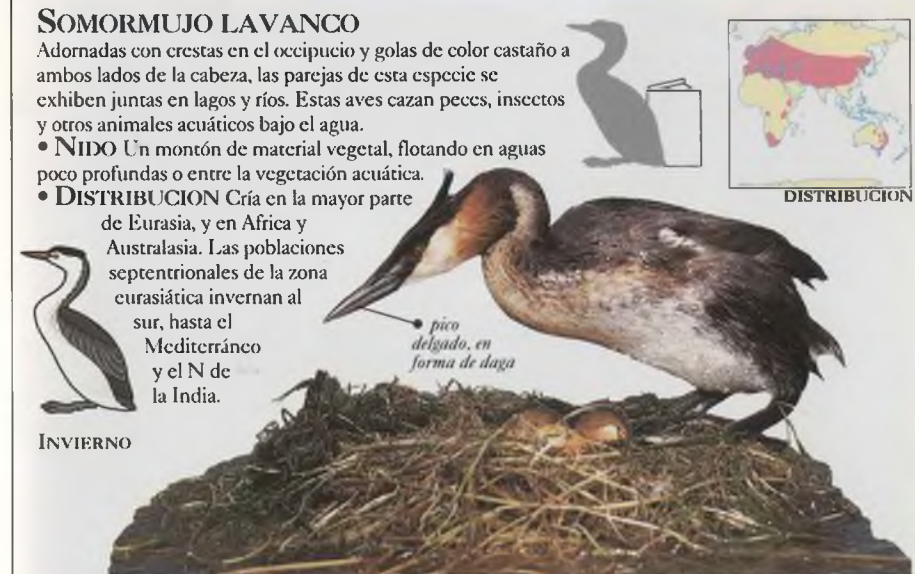 SOMORMUJO LAVANCO
Adornadas con crestas en el occipucio y golas de color castaño a
ambos lados de la cabeza, las parejas de esta especie se
exhiben juntas en lagos y ríos. Estas aves cazan peces, insectos
y otros animales acuáticos bajo el agua.
• NIDO Un montón de material vegetal, flotando en aguas
poco profundas o entre la vegetación acuática.
• DISTRIBUCION Cría en la mayor parte
de Eurasia, y en Africa y
Australasia. Las poblaciones
septentrionales de la zona
eurasiática invernan al
sur, hasta el
Mediterráneo
y el N de
la India.
INVIERNO
pico
delgado, en
forma de daga
DISTRIBUCION